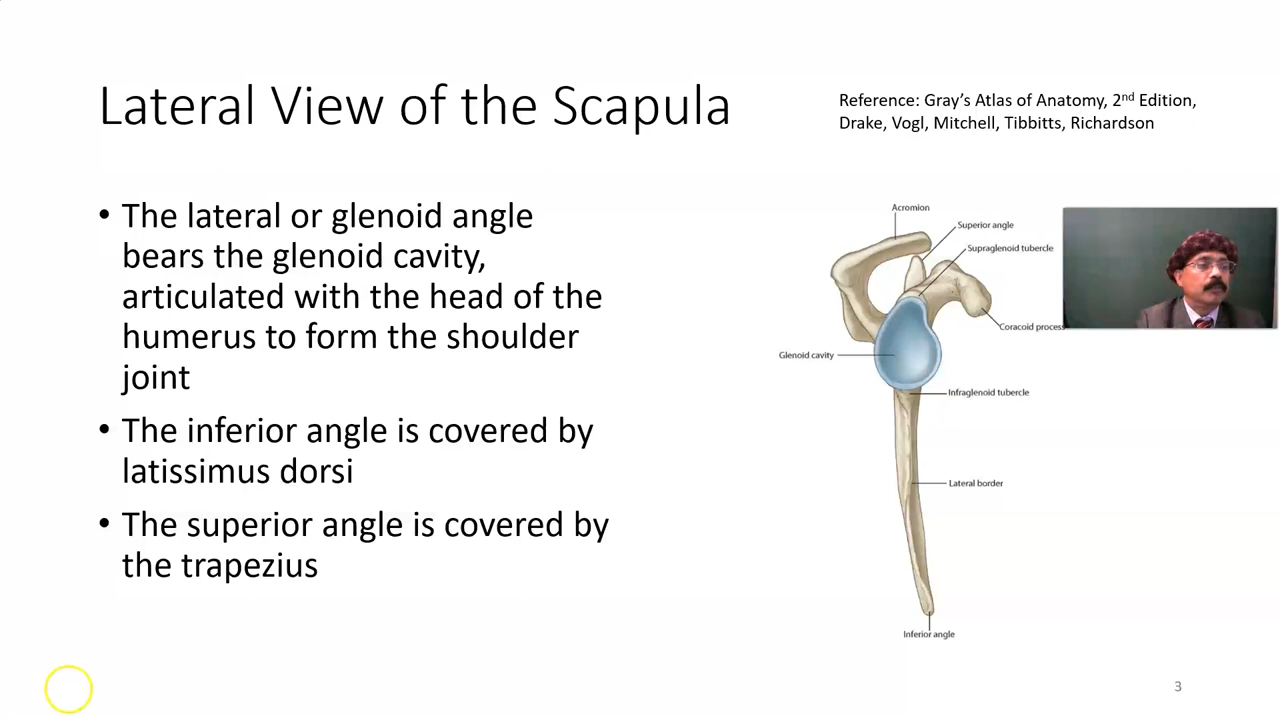 Lateral View of the Scapula
Reference: Gray's Atlas of Anatomy, 2nd Edition,
Drake, Vogl, Mitchell, Tibbitts, Richardson
• The lateral or glenoid angle
bears the glenoid cavity,
articulated with the head of the
humerus to form the shoulder
joint
• The inferior angle is covered by
latissimus dorsi
• The superior angle is covered by
the trapezius
Acromion
Superior angle
Supraglenoid tubercle
Coracoid process
Glenoid cavity
Infraglenoid tubercle
Lateral border
Inferior angle
3